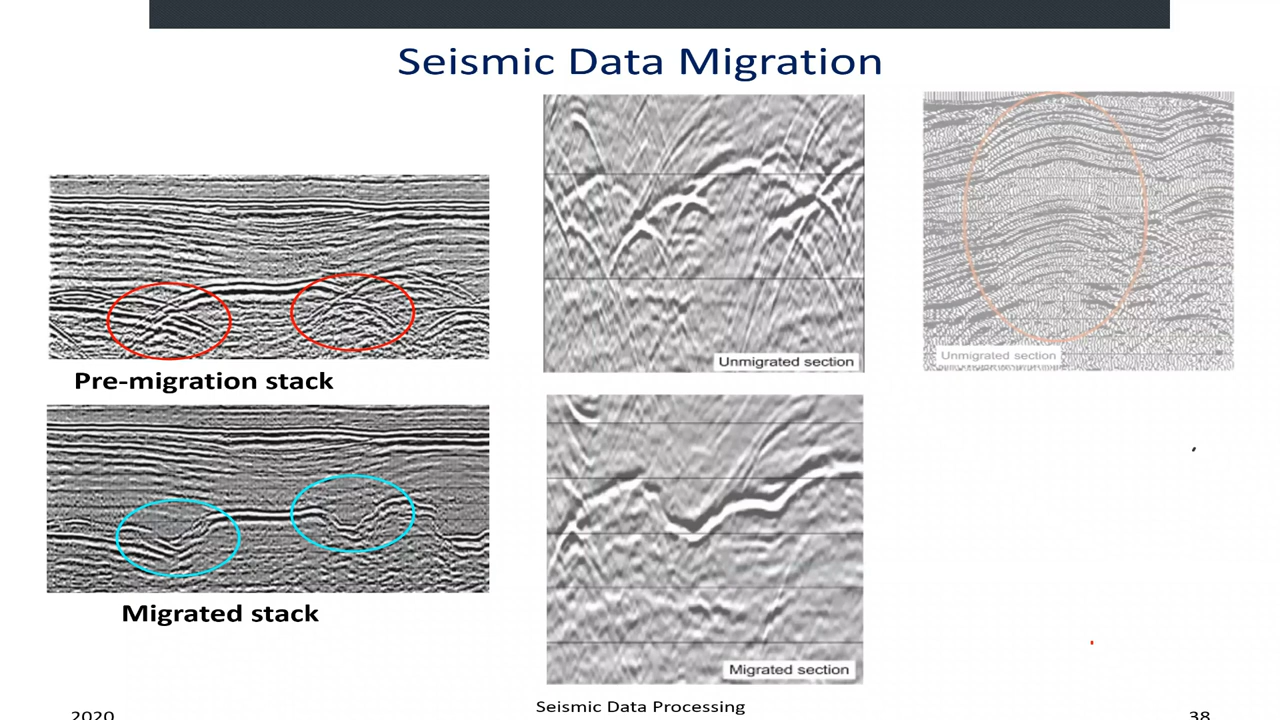 Seismic Data Migration
Pre-migration stack
Migrated stack
Unmigrated section
Migrated section
Unmigrated section
2020
Seismic Data Processing
38